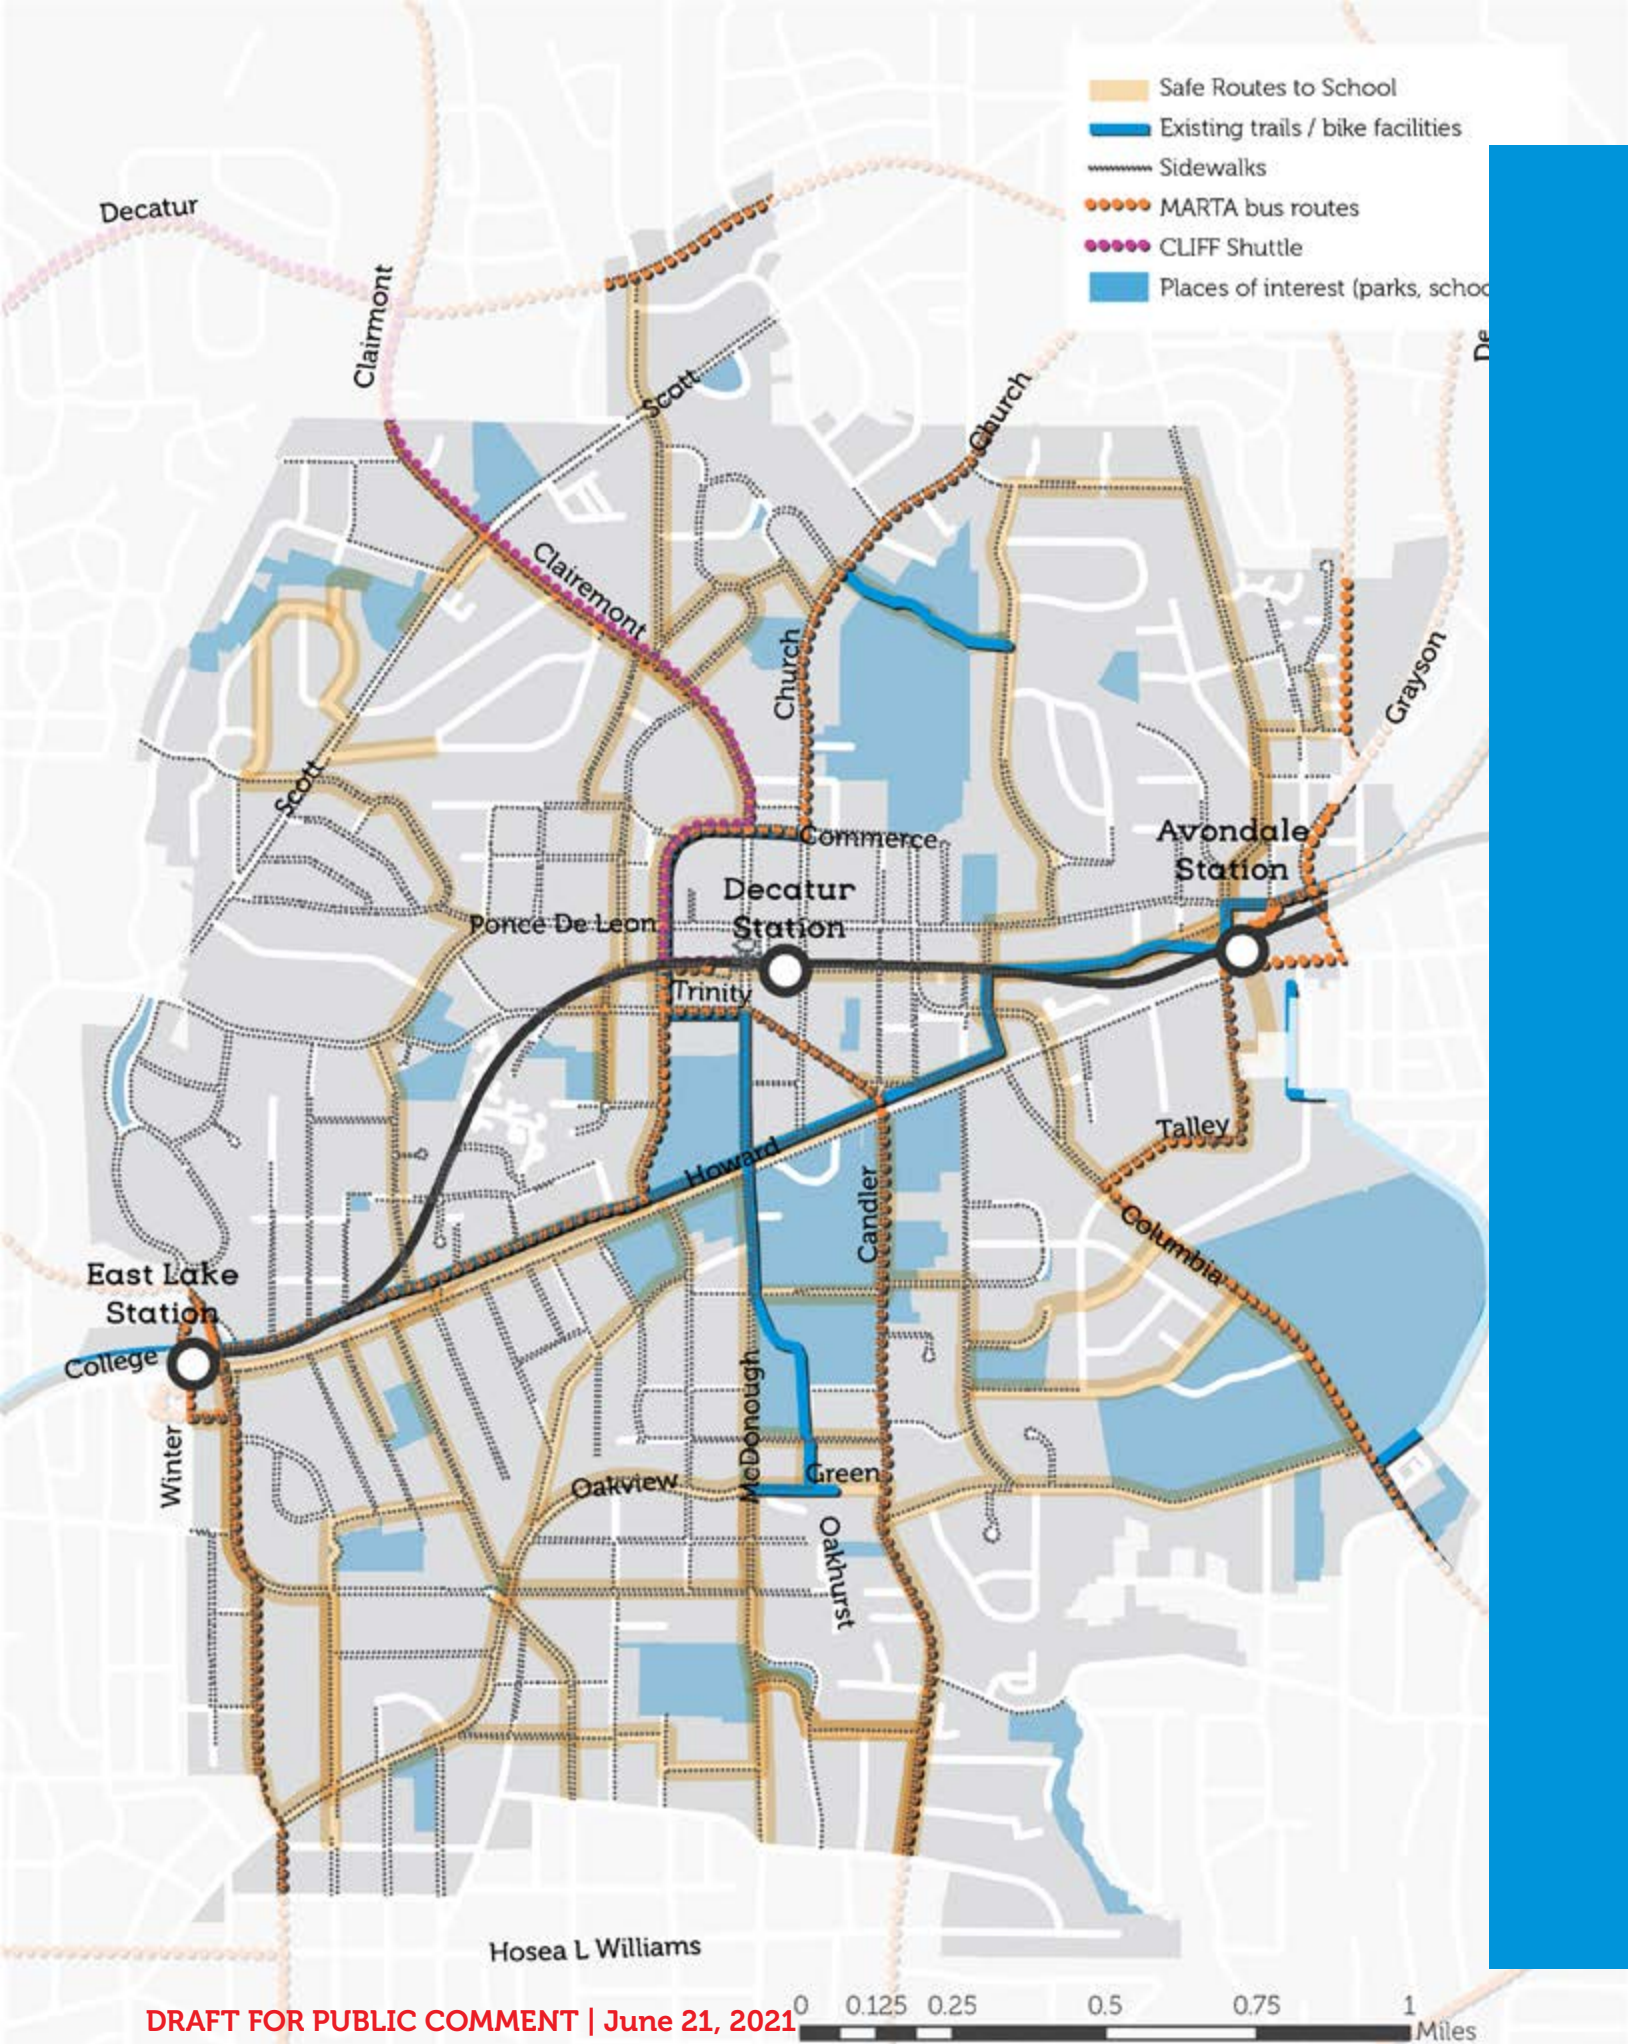 Safe Routes to School
Existing trails / bike facilities
Sidewalks
MARTA bus routes
CLIFF Shuttle
Places of interest (parks, schoo
Decatur
Clairmont
De
Scott
Church
Clairemont
Church
Grayson
Scott
Commerce
Avondale
Station
Decatur
Station
Ponce De Leon
Trinity
Talley
Howard
Candler
Columbia
East Lake
Station
College
McDonough
Winter
Oakview
Green
Oakhurst
Hosea L Williams
DRAFT FOR PUBLIC COMMENT | June 21, 2021
0 0.125 0.25 0.5 0.75 1
Miles